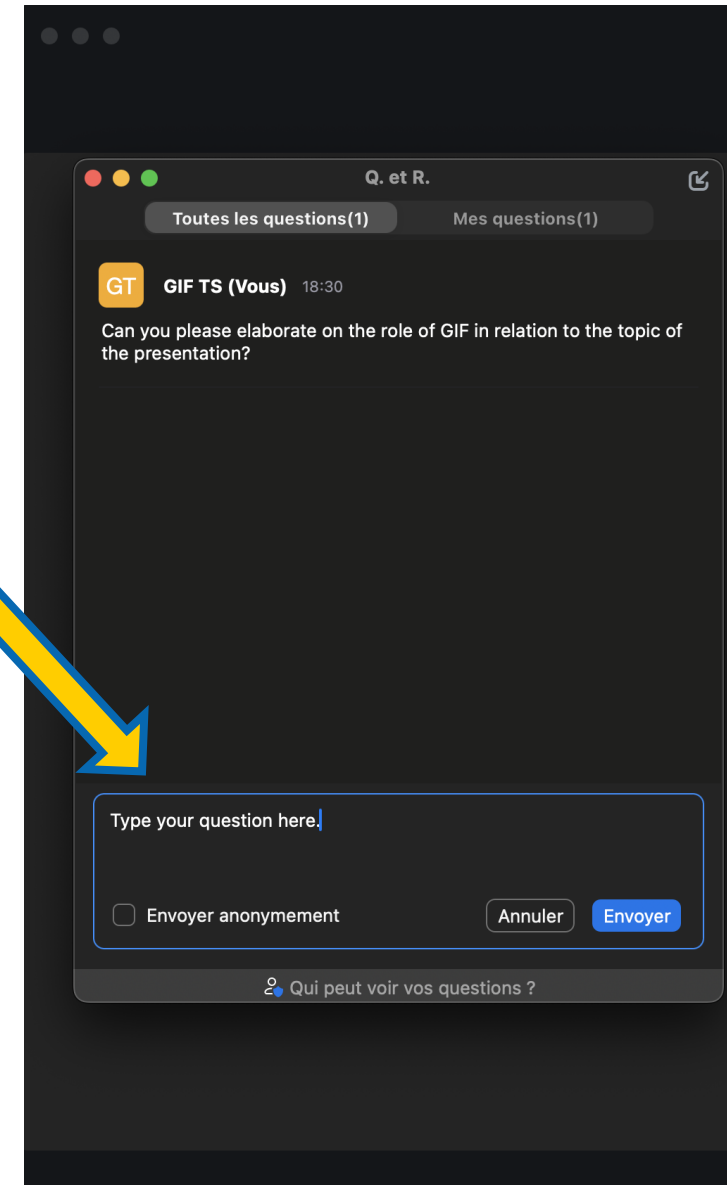 Q. et R.
Toutes les questions(1)
Mes questions(1)
GT
GIF TS (Vous) 18:30
Can you please elaborate on the role of GIF in relation to the topic of
the presentation?
Type your question here.
Envoyer anonymement
Annuler
Envoyer
Qui peut voir vos questions ?